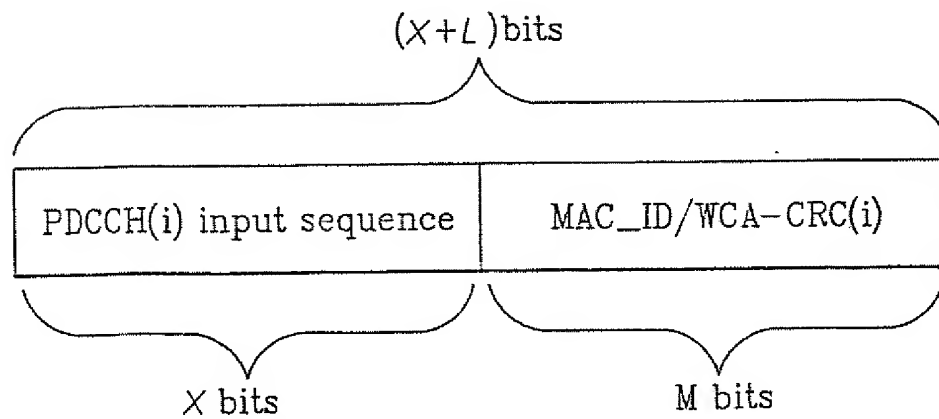 (X+L)bits
PDCCH(i) input sequence
MAC_ID/WCA-CRC(i)
X bits
M bits